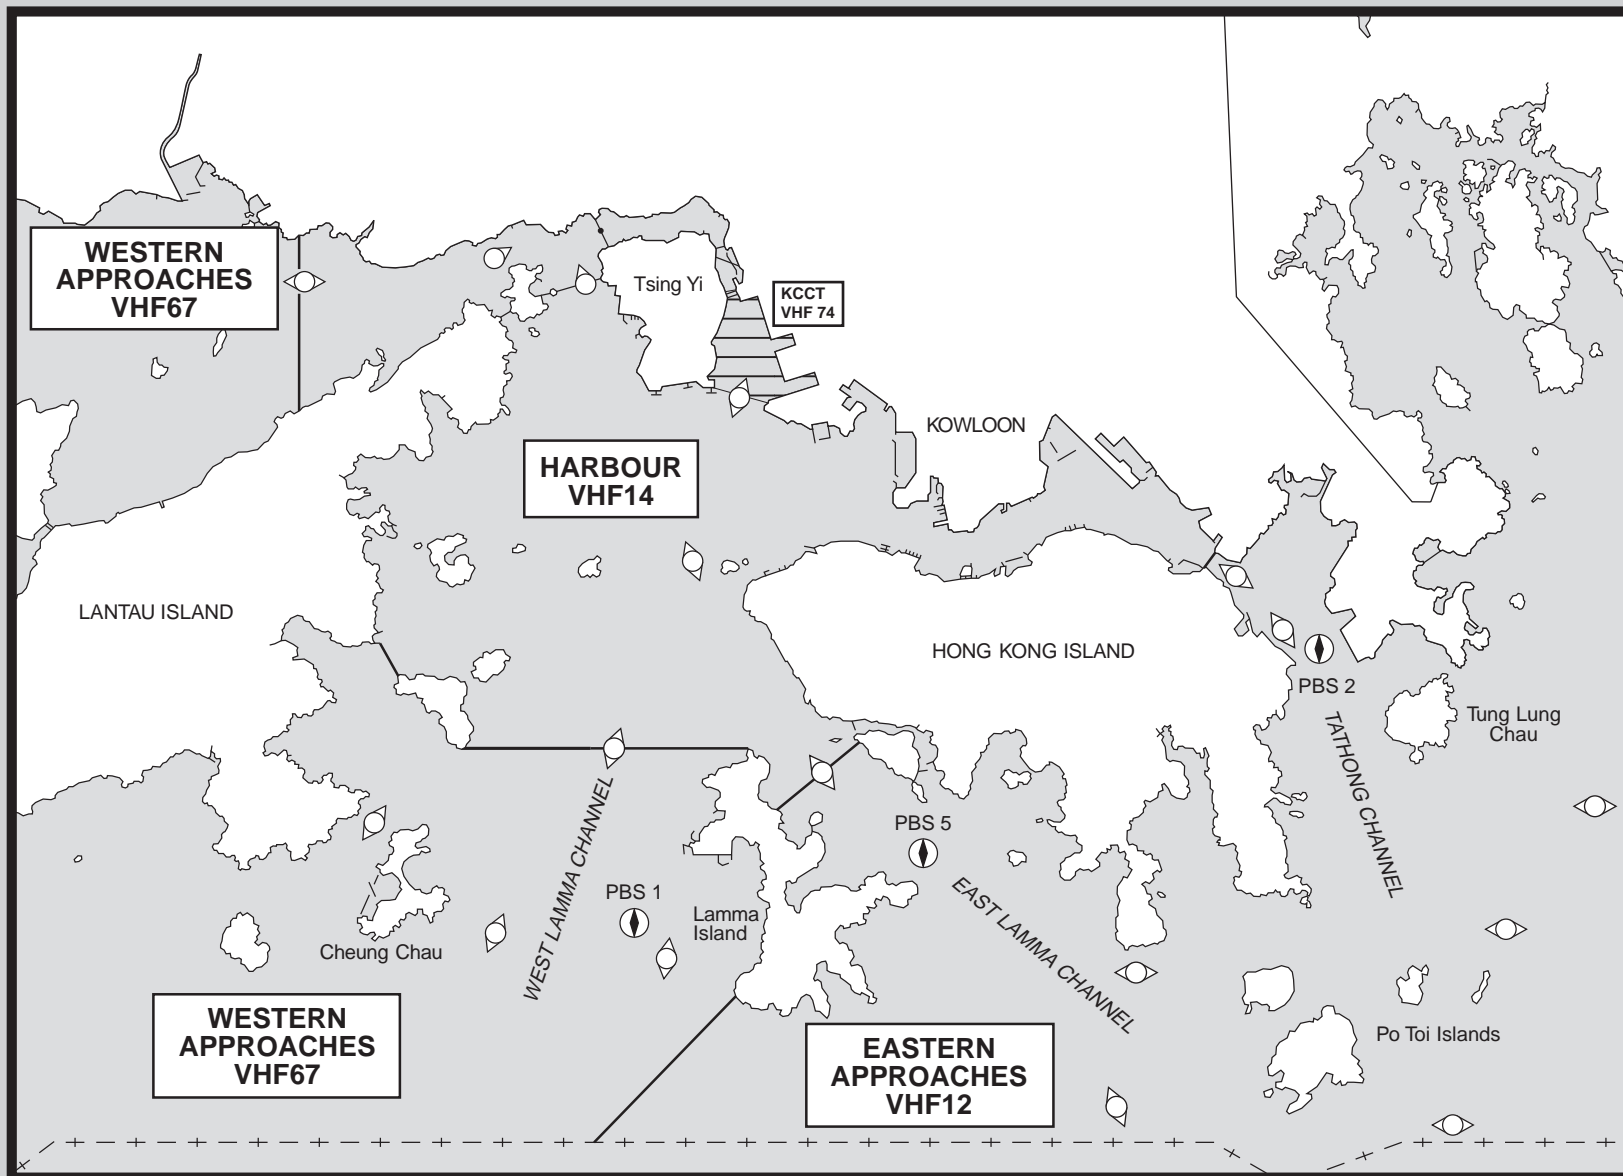 WESTERN
APPROACHES
VHF67
Tsing Yi
KCCT
VHF 74
KOWLOON
HARBOUR
VHF14
LANTAU ISLAND
HONG KONG ISLAND
PBS 2
Tung Lung
Chau
TATHONG CHANNEL
WEST LAMMA CHANNEL
PBS 5
EAST LAMMA CHANNEL
PBS 1
Lamma
Island
Cheung Chau
WESTERN
APPROACHES
VHF67
Po Toi Islands
EASTERN
APPROACHES
VHF12